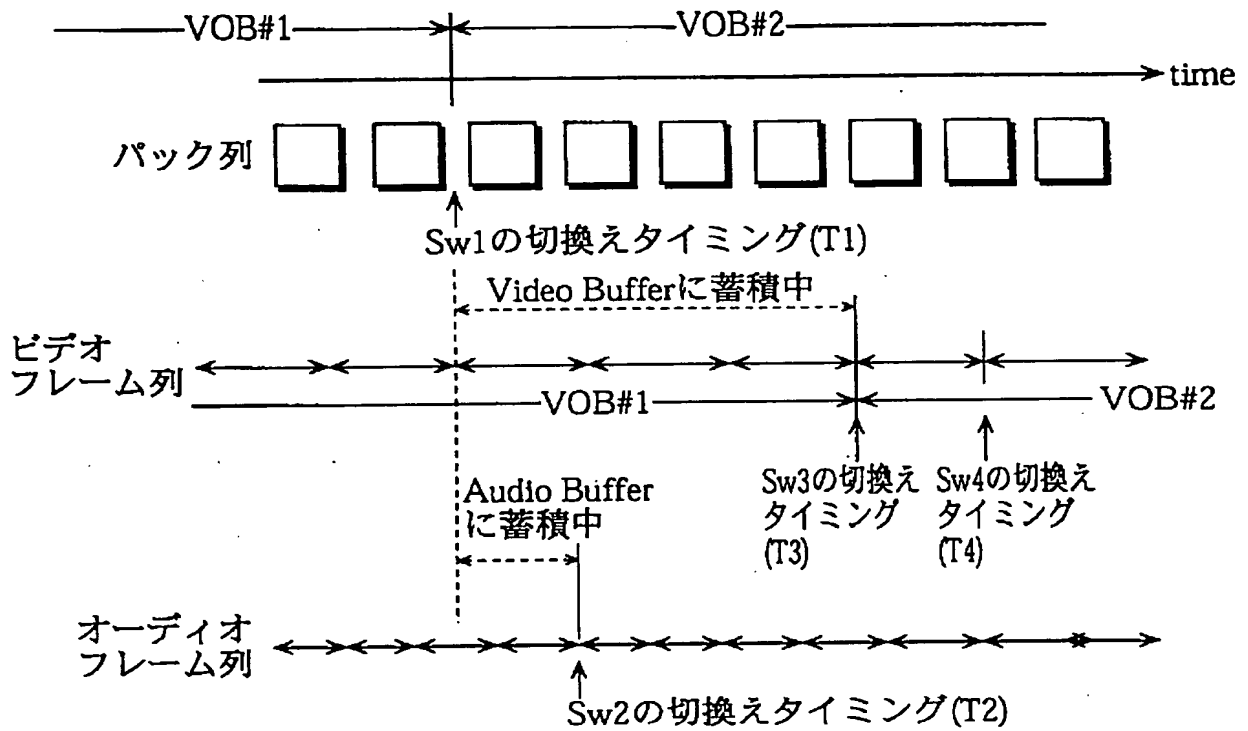 VOB#1
VOB#2
time
パック列
Sw1の切換えタイミング(T1)
Video Bufferに蓄積中
ビデオ
フレーム列
VOB#1
VOB#2
Sw3の切換え
タイミング
(T3)
Sw4の切換え
タイミング
(T4)
Audio Buffer
に蓄積中
オーディオ
フレーム列
Sw2の切換えタイミング(T2)